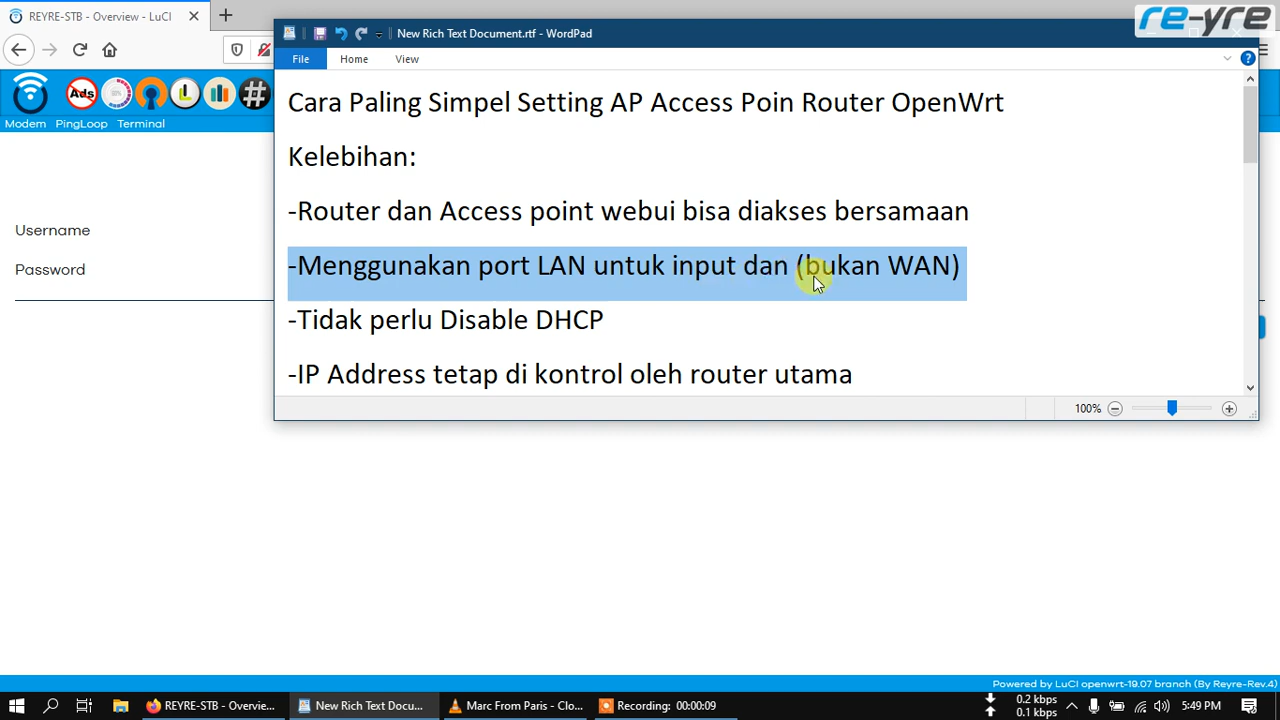 REYRE-STB - Overview - LuCI
re-yre
New Rich Text Document.rtf - WordPad
File Home View
Ads
Modem PingLoop Terminal
Cara Paling Simpel Setting AP Access Poin Router OpenWrt
Kelebihan:
-Router dan Access point webui bisa diakses bersamaan
-Menggunakan port LAN untuk input dan (bukan WAN)
-Tidak perlu Disable DHCP
-IP Address tetap di kontrol oleh router utama
Username
Password
100%
Powered by LuCI openwrt-19.07 branch (By Reyre-Rev.4)
REYRE-STB - Overvie...
New Rich Text Docum...
Marc From Paris - Clo...
Recording: 00:00:09
0.2 kbps
0.1 kbps
5:49 PM